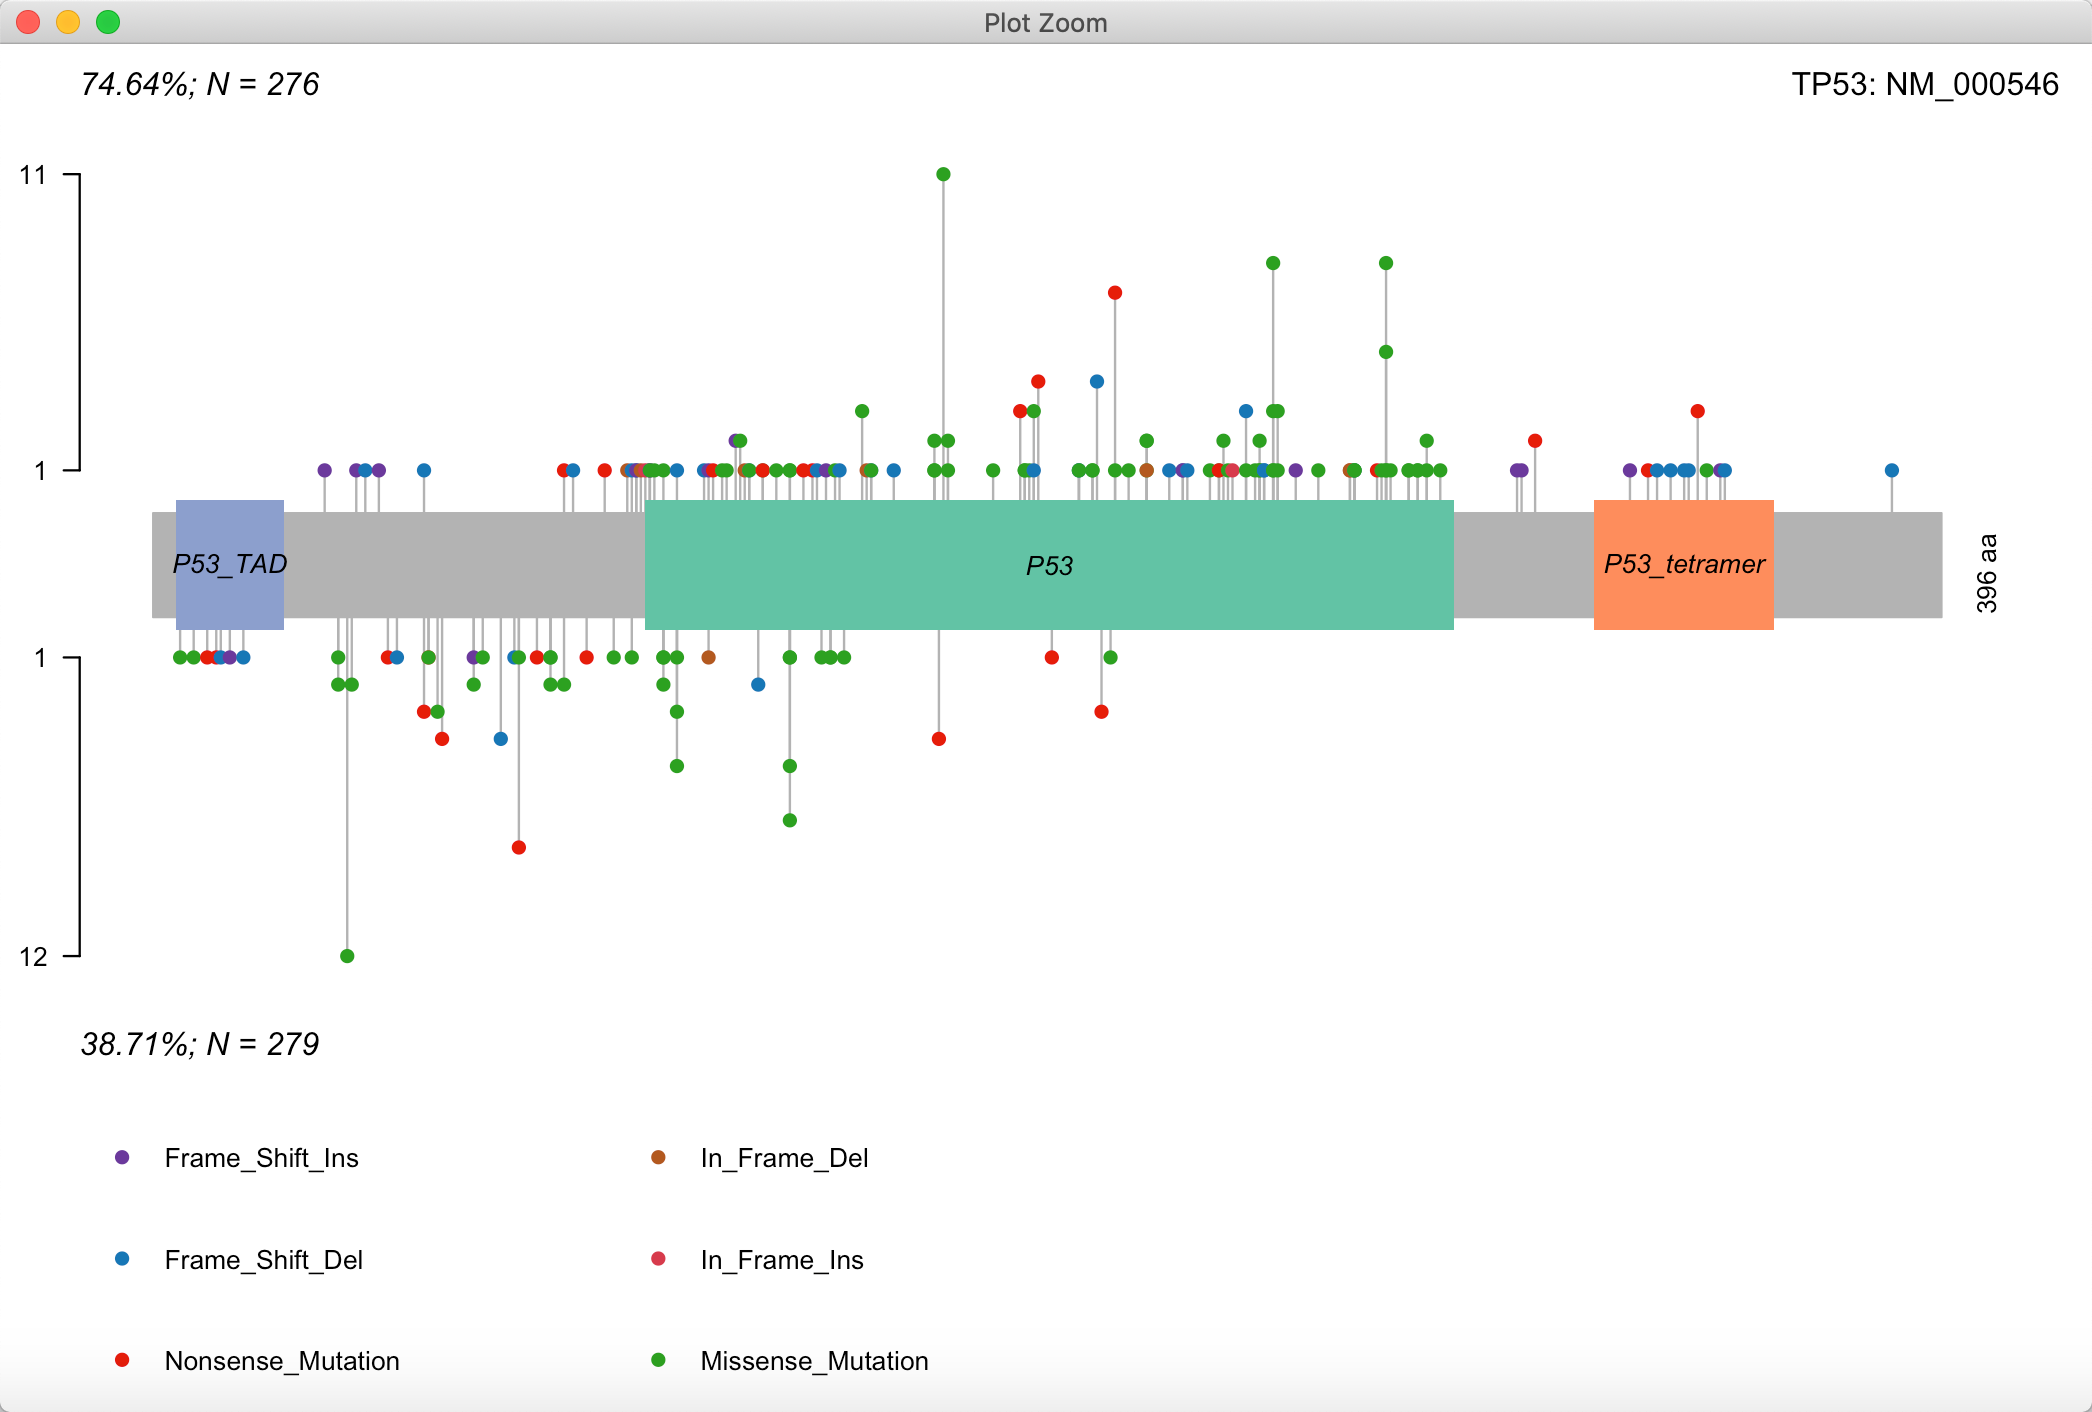 Plot Zoom
74.64%; N = 276
TP53: NM_000546
11
1
P53_TAD
P53
P53_tetramer
396 aa
1
12
38.71%; N = 279
Frame_Shift_Ins
In_Frame_Del
Frame_Shift_Del
In_Frame_Ins
Nonsense_Mutation
Missense_Mutation